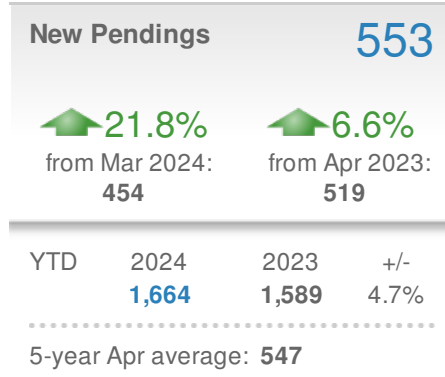 New Pendings 553
21.8% 6.6%
from Mar 2024: from Apr 2023:
454 519
YTD 2024 2023 +/-
1,664 1,589 4.7%
5-year Apr average: 547